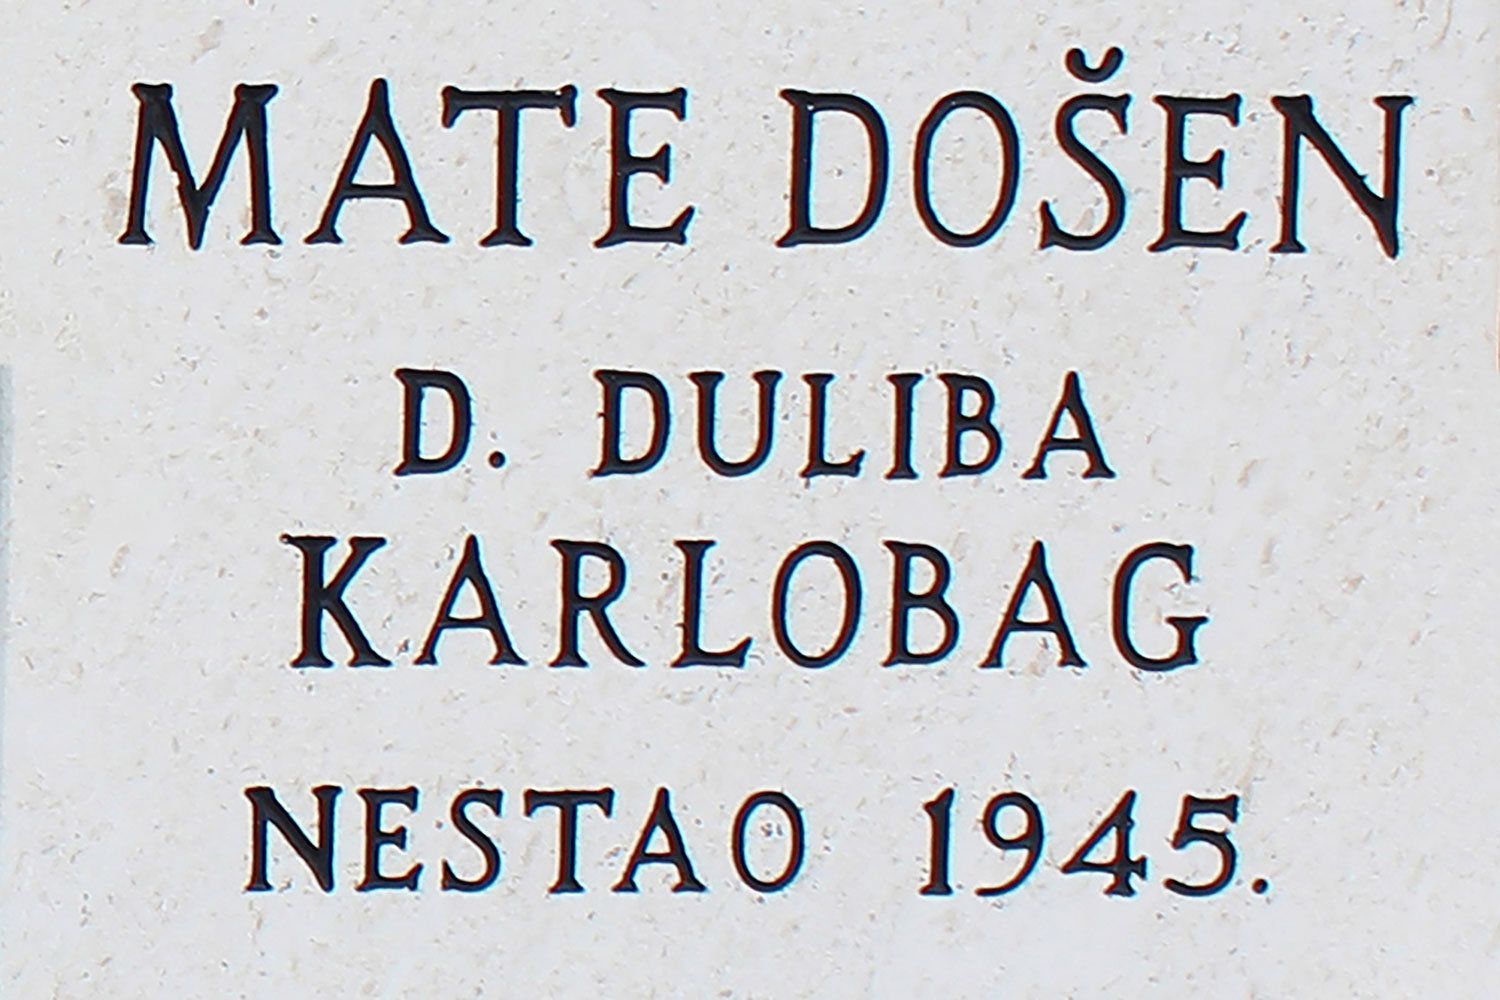 MATE DOŠEN
D. DULIBA
KARLOBAG
NESTAO 1945.